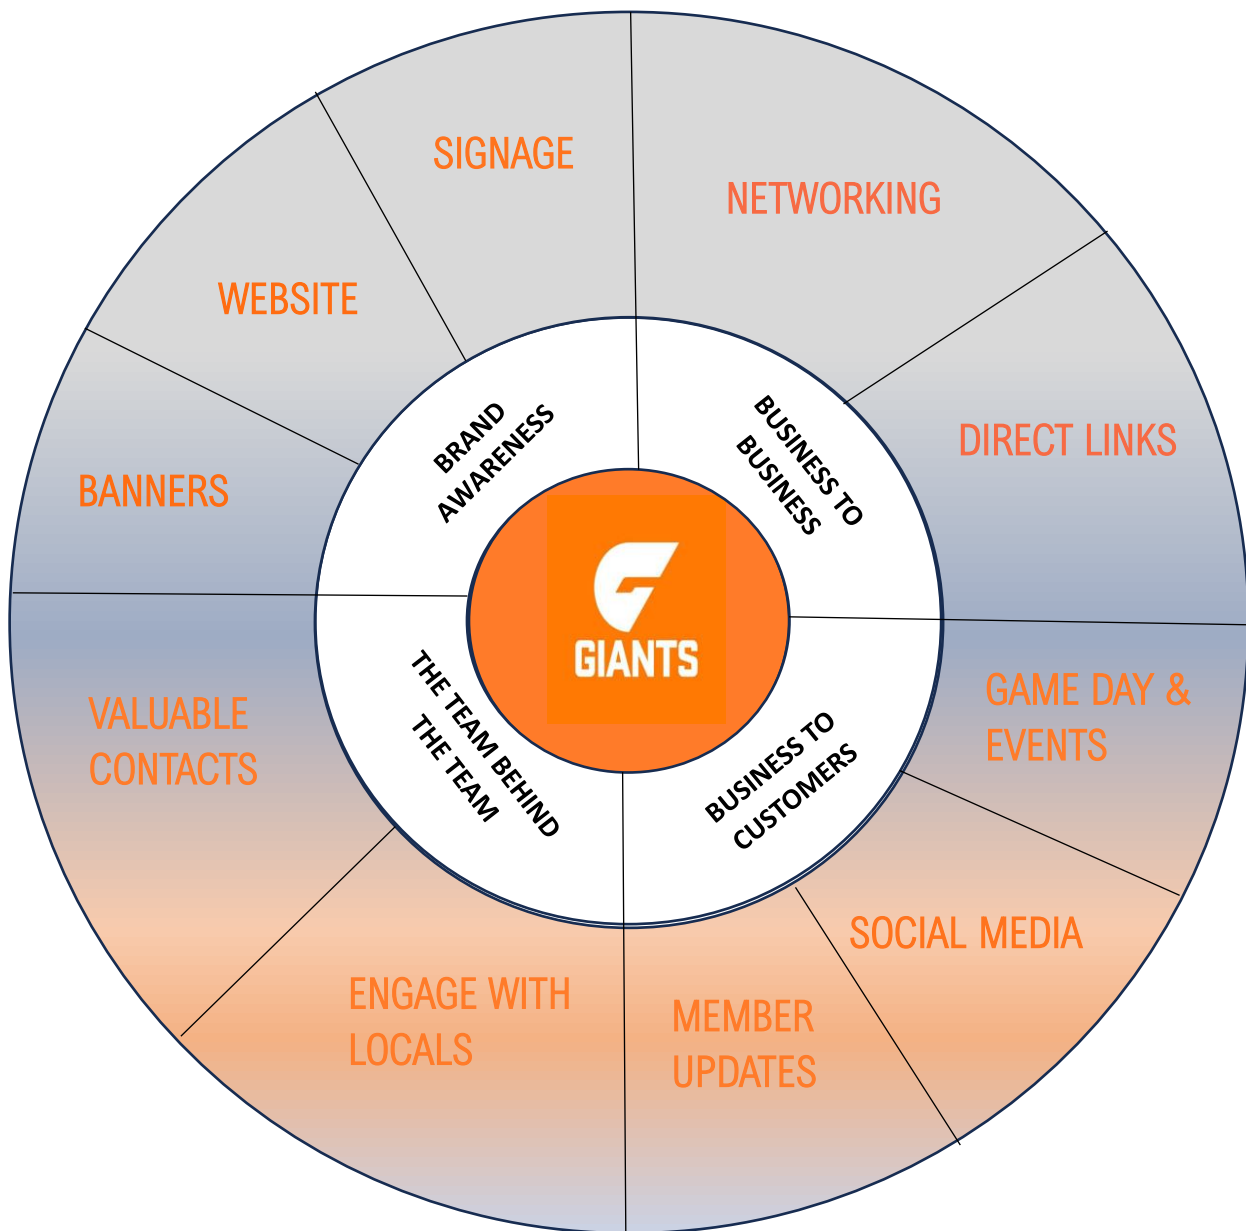 SIGNAGE
NETWORKING
WEBSITE
DIRECT LINKS
BANNERS
BRAND
AWARENESS
BUSINESS TO
BUSINESS
GIANTS
THE TEAM BEHIND
THE TEAM
BUSINESS TO
CUSTOMERS
VALUABLE
CONTACTS
GAME DAY &
EVENTS
SOCIAL MEDIA
ENGAGE WITH
LOCALS
MEMBER
UPDATES